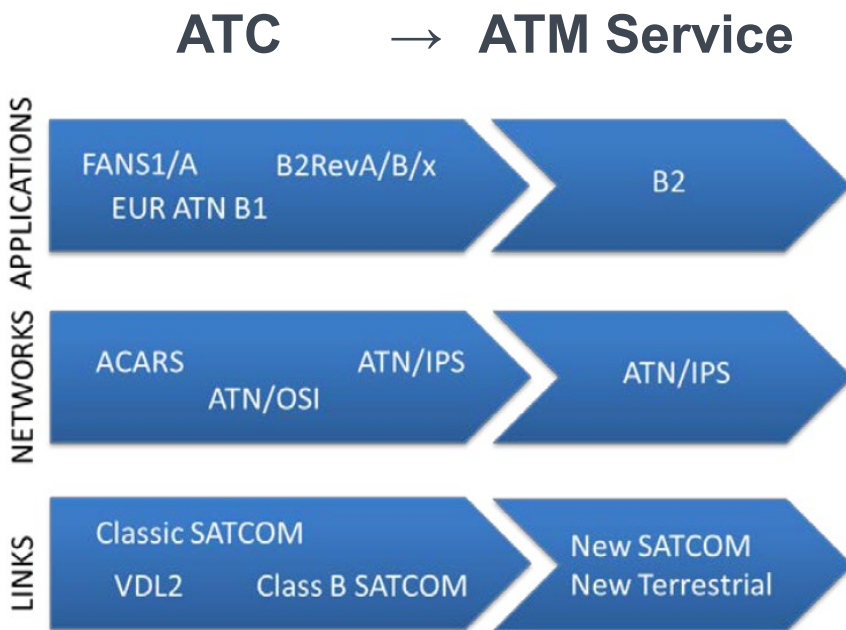 ATC → ATM Service
APPLICATIONS
FANS1/A B2RevA/B/x
EUR ATN B1
B2
NETWORKS
ACARS ATN/IPS
ATN/OSI
ATN/IPS
LINKS
Classic SATCOM
VDL2 Class B SATCOM
New SATCOM
New Terrestrial